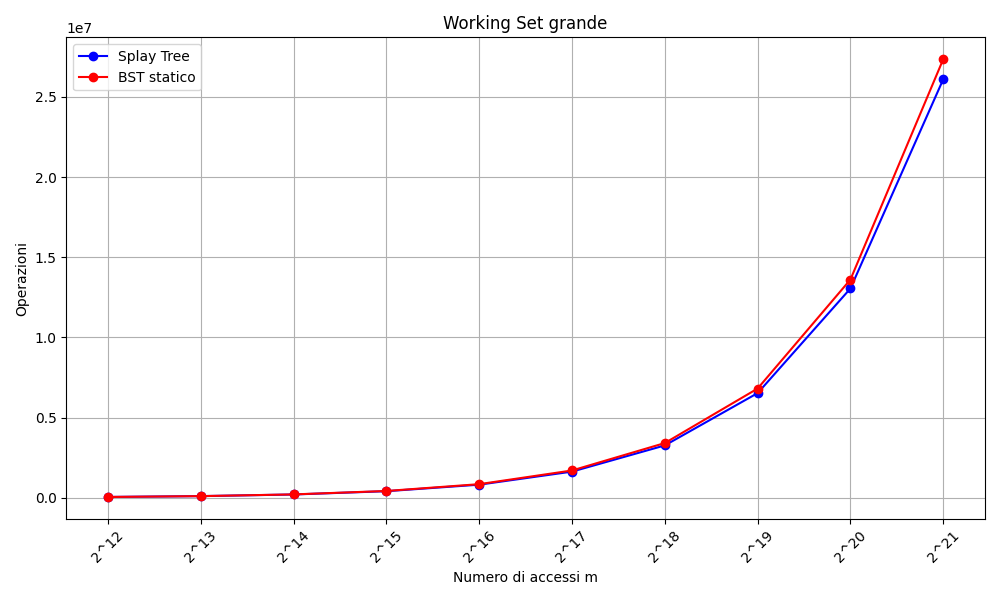 Working Set grande
1e7
Splay Tree
BST statico
2.5
2.0
1.5
1.0
0.5
0.0
Operazioni
2^12 2^13 2^14 2^15 2^16 2^17 2^18 2^19 2^20 2^21
Numero di accessi m